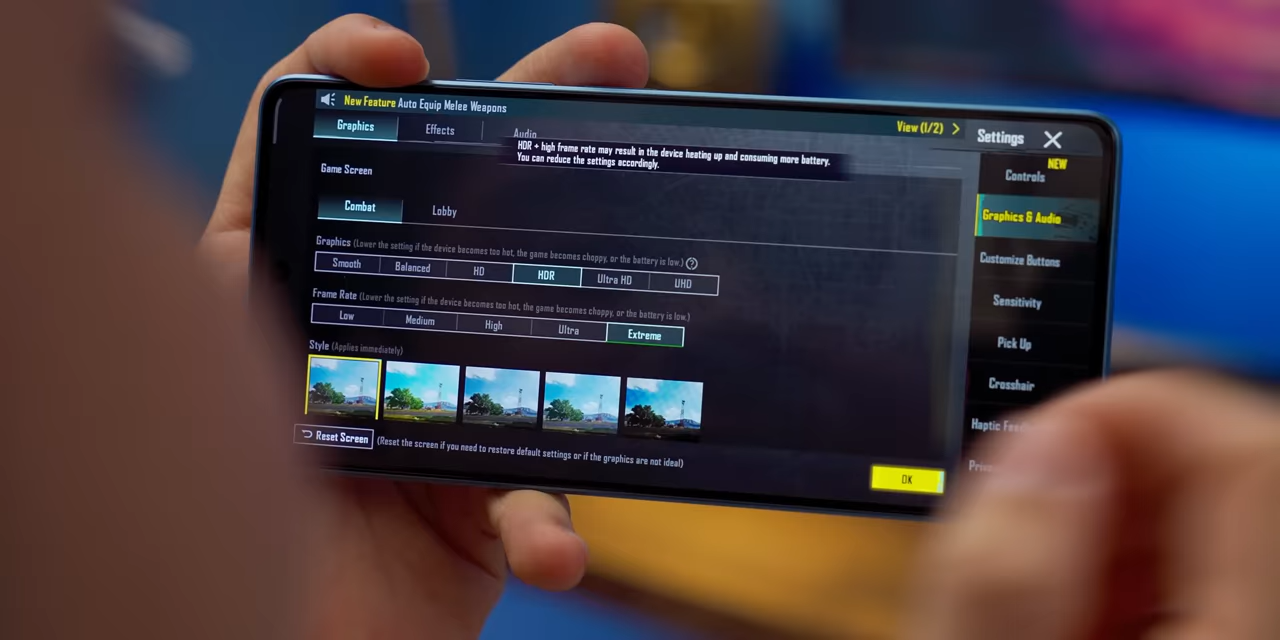 New Feature Auto Equip Melee Weapons
View (1/2)
Settings
Graphics
Effects
Audio
HDR + high frame rate may result in the device heating up and consuming more battery.
You can reduce the settings accordingly.
NEW
Controls
Graphics & Audio
Customize Buttons
Sensitivity
Pick Up
Crosshair
Haptic
Game Screen
Combat
Lobby
Graphics (Lower the setting if the device becomes too hot, the game becomes choppy, or the battery is low.) ?
Smooth
Balanced
HD
HDR
Ultra HD
UHD
Frame Rate (Lower the setting if the device becomes too hot, the game becomes choppy, or the battery is low.)
Low
Medium
High
Ultra
Extreme
Style (Applies immediately)
Reset Screen (Reset the screen if you need to restore default settings or if the graphics are not ideal)
OK